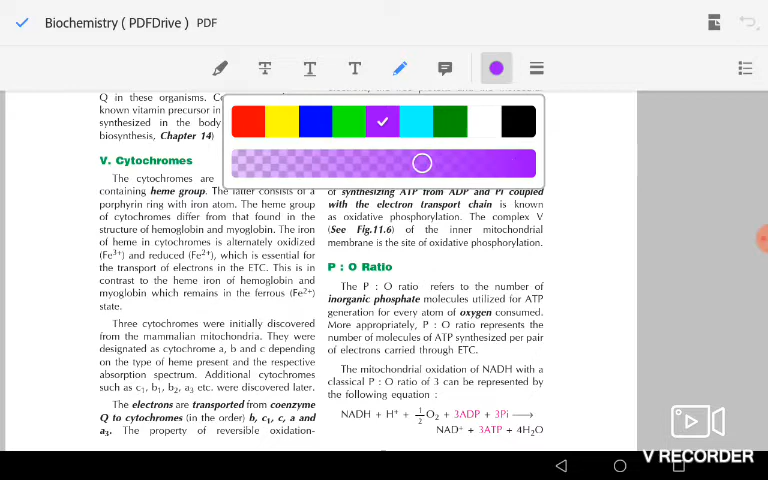 Biochemistry ( PDFDrive ) PDF
Q in these organisms.
known vitamin precursor in
synthesized in the body
biosynthesis, Chapter 14)
V. Cytochromes
The cytochromes are
containing heme group. The latter consists of a
porphyrin ring with iron atom. The heme group
of cytochromes differ from that found in the
structure of hemoglobin and myoglobin. The iron
of heme in cytochromes is alternately oxidized
(Fe³⁺) and reduced (Fe²⁺), which is essential for
the transport of electrons in the ETC. This is in
contrast to the heme iron of hemoglobin and
myoglobin which remains in the ferrous (Fe²⁺)
state.
Three cytochromes were initially discovered
from the mammalian mitochondria. They were
designated as cytochrome a, b and c depending
on the type of heme present and the respective
absorption spectrum. Additional cytochromes
such as c₁, b₁, b₂, a₃ etc. were discovered later.
The electrons are transported from coenzyme
Q to cytochromes (in the order) b, c₁, c, a and
a₃. The property of reversible oxidation-
of synthesizing ATP from ADP and Pi coupled
with the electron transport chain is known
as oxidative phosphorylation. The complex V
(See Fig.11.6) of the inner mitochondrial
membrane is the site of oxidative phosphorylation.
P : O Ratio
The P : O ratio refers to the number of
inorganic phosphate molecules utilized for ATP
generation for every atom of oxygen consumed.
More appropriately, P : O ratio represents the
number of molecules of ATP synthesized per pair
of electrons carried through ETC.
The mitochondrial oxidation of NADH with a
classical P : O ratio of 3 can be represented by
the following equation :
NADH + H⁺ + ½O₂ + 3ADP + 3Pi ⟶
NAD⁺ + 3ATP + 4H₂O
V RECORDER